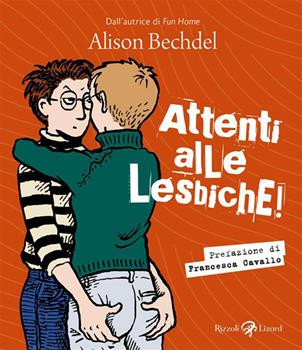 Dall'autrice di Fun Home
Alison Bechdel
Attenti
alle
Lesbiche!
Prefazione di
Francesca Cavallo
Rizzoli Lizard